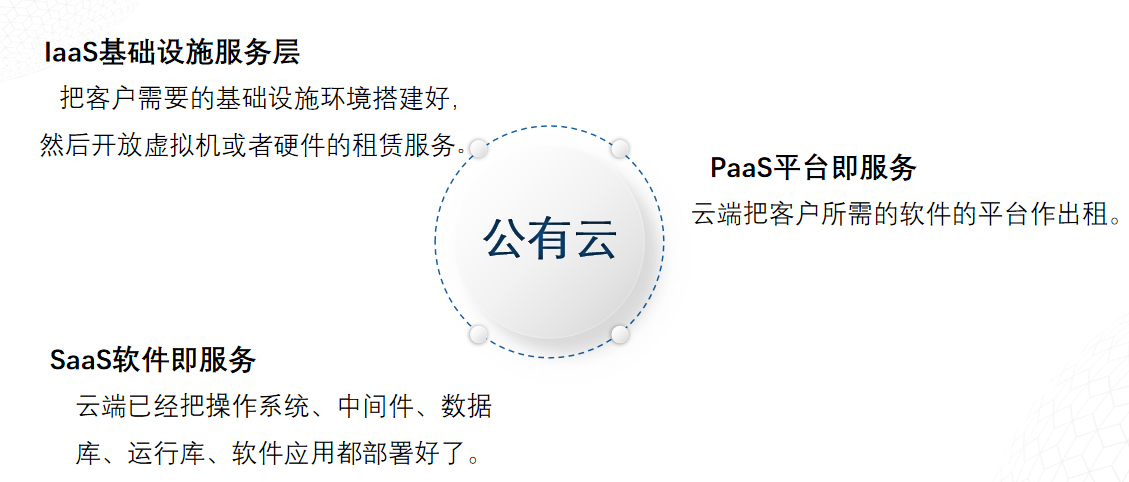 IaaS基础设施服务层
把客户需要的基础设施环境搭建好,
然后开放虚拟机或者硬件的租赁服务。
公有云
PaaS平台即服务
云端把客户所需的软件的平台作出租。
SaaS软件即服务
云端已经把操作系统、中间件、数据
库、运行库、软件应用都部署好了。